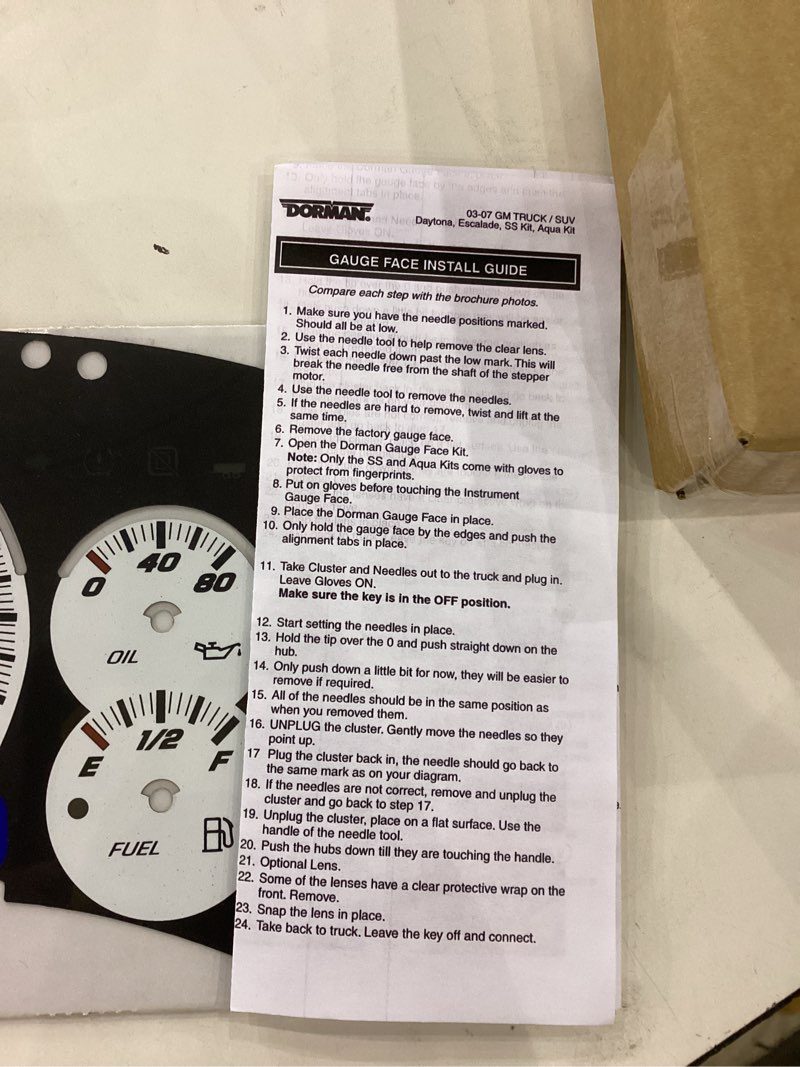 DORMAN®
03-07 GM TRUCK / SUV
Daytona, Escalade, SS Kit, Aqua Kit
GAUGE FACE INSTALL GUIDE
Compare each step with the brochure photos.
1. Make sure you have the needle positions marked.
Should all be at low.
2. Use the needle tool to help remove the clear lens.
3. Twist each needle down past the low mark. This will
break the needle free from the shaft of the stepper
motor.
4. Use the needle tool to remove the needles.
5. If the needles are hard to remove, twist and lift at the
same time.
6. Remove the factory gauge face.
7. Open the Dorman Gauge Face Kit.
Note: Only the SS and Aqua Kits come with gloves to
protect from fingerprints.
8. Put on gloves before touching the Instrument
Gauge Face.
9. Place the Dorman Gauge Face in place.
10. Only hold the gauge face by the edges and push the
alignment tabs in place.
11. Take Cluster and Needles out to the truck and plug in.
Leave Gloves ON.
Make sure the key is in the OFF position.
12. Start setting the needles in place.
13. Hold the tip over the 0 and push straight down on the
hub.
14. Only push down a little bit for now, they will be easier to
remove if required.
15. All of the needles should be in the same position as
when you removed them.
16. UNPLUG the cluster. Gently move the needles so they
point up.
17 Plug the cluster back in, the needle should go back to
the same mark as on your diagram.
18. If the needles are not correct, remove and unplug the
cluster and go back to step 17.
19. Unplug the cluster, place on a flat surface. Use the
handle of the needle tool.
20. Push the hubs down till they are touching the handle.
21. Optional Lens.
22. Some of the lenses have a clear protective wrap on the
front. Remove.
23. Snap the lens in place.
24. Take back to truck. Leave the key off and connect.
0 40 80
OIL
E 1/2 F
FUEL